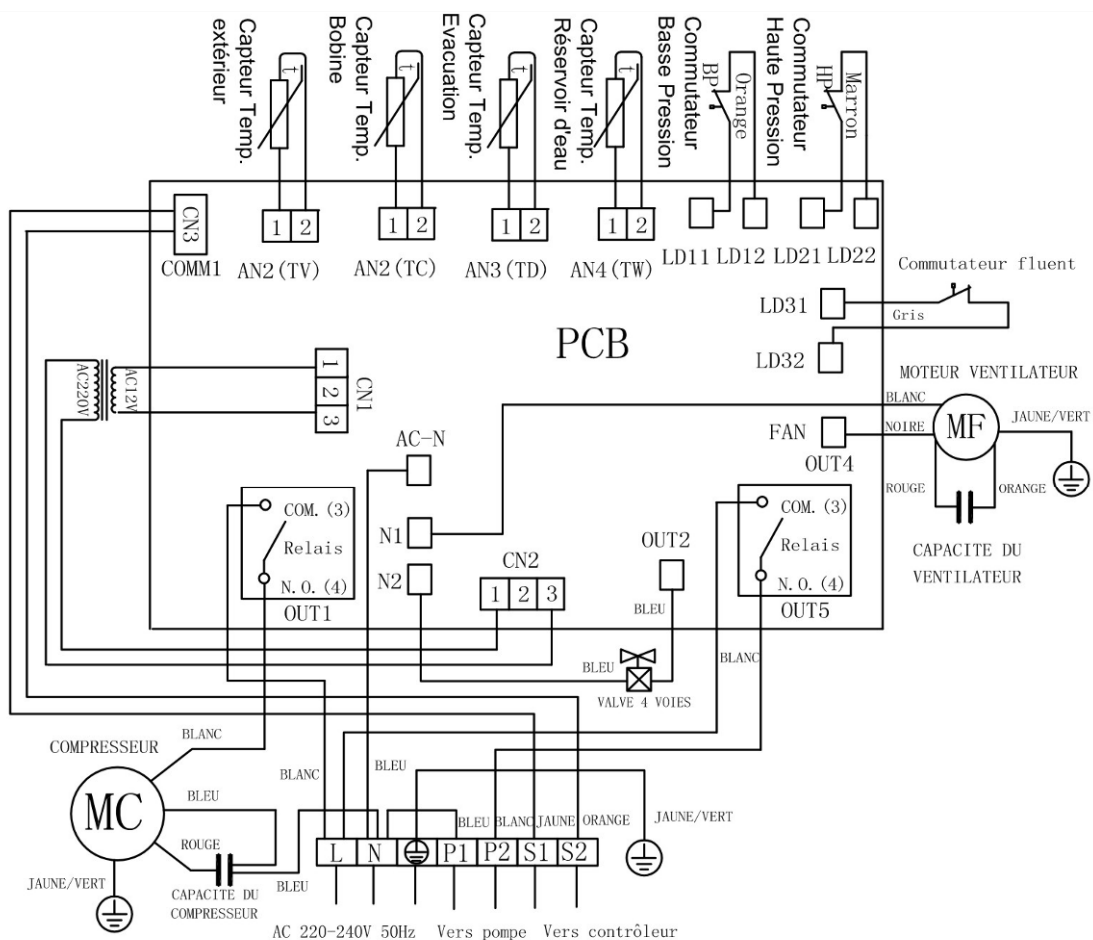 Capteur Temp.
extérieur
Capteur Temp.
Bobine
Capteur Temp.
Evacuation
Capteur Temp.
Réservoir d'eau
Commutateur
Basse Pression
Commutateur
Haute Pression
t
t
t
t
BP
Orange
HP
Marron
CN3
COMM1
1 2
AN2(TV)
1 2
AN2(TC)
1 2
AN3(TD)
1 2
AN4(TW)
LD11 LD12 LD21 LD22
Commutateur fluent
LD31
Gris
LD32
PCB
AC220V
AC12V
1
2
3
CN1
MOTEUR VENTILATEUR
BLANC
FAN
NOIRE
MF
JAUNE/VERT
OUT4
ROUGE
ORANGE
CAPACITE DU
VENTILATEUR
AC-N
N1
N2
CN2
1 2 3
OUT2
BLEU
COM. (3)
Relais
N.O. (4)
OUT1
COM. (3)
Relais
N.O. (4)
OUT5
BLEU
VALVE 4 VOIES
BLANC
COMPRESSEUR
BLANC
MC
BLEU
ROUGE
JAUNE/VERT
CAPACITE DU
COMPRESSEUR
BLEU
BLANC
BLEU
BLEU BLANC JAUNE ORANGE
JAUNE/VERT
L N P1 P2 S1 S2
AC 220-240V 50Hz Vers pompe Vers contrôleur